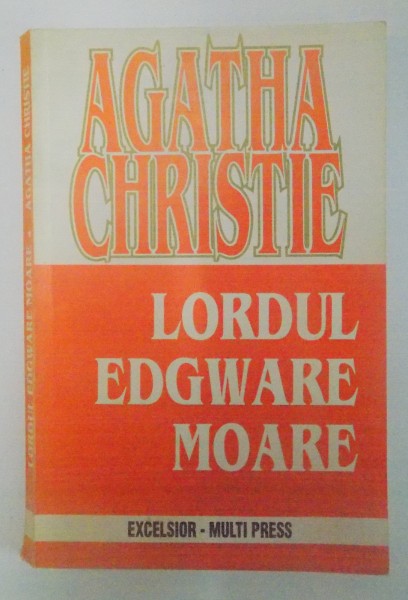 AGATHA
CHRISTIE
LORDUL
EDGWARE
MOARE
EXCELSIOR - MULTI PRESS
LORDUL EDGWARE MOARE • AGATHA CHRISTIE